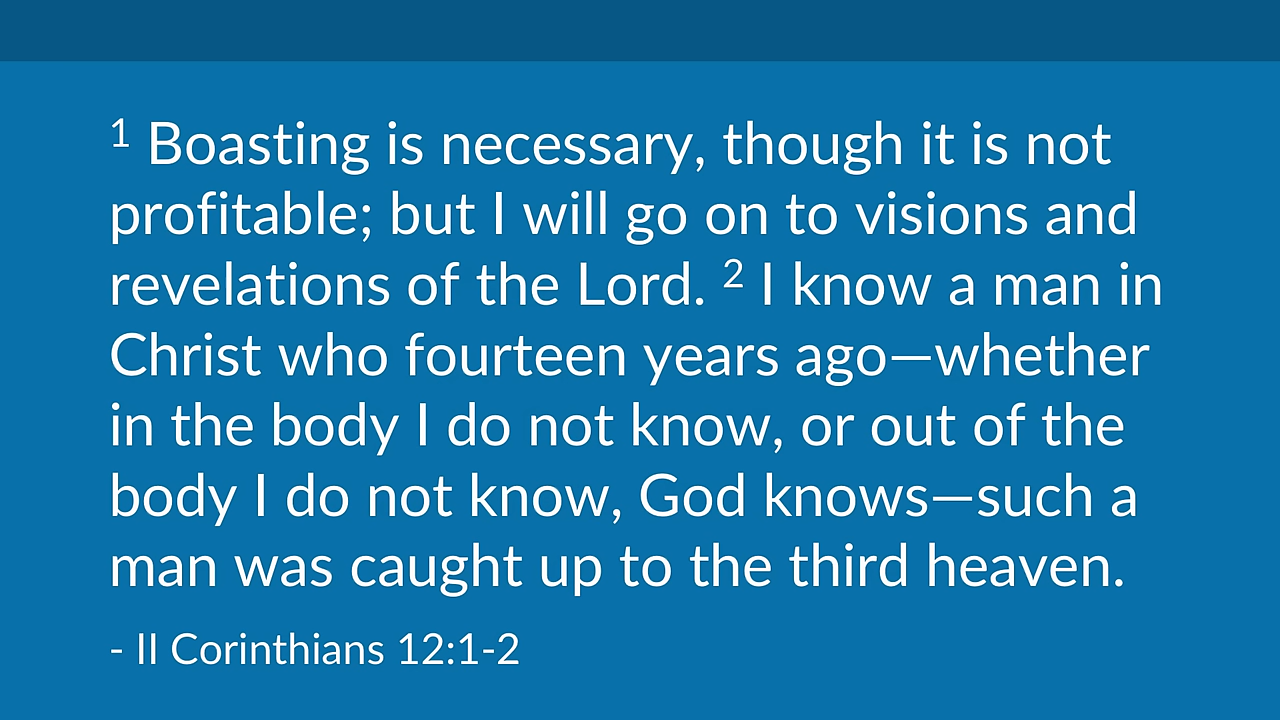 1 Boasting is necessary, though it is not
profitable; but I will go on to visions and
revelations of the Lord. 2 I know a man in
Christ who fourteen years ago—whether
in the body I do not know, or out of the
body I do not know, God knows—such a
man was caught up to the third heaven.
- II Corinthians 12:1-2